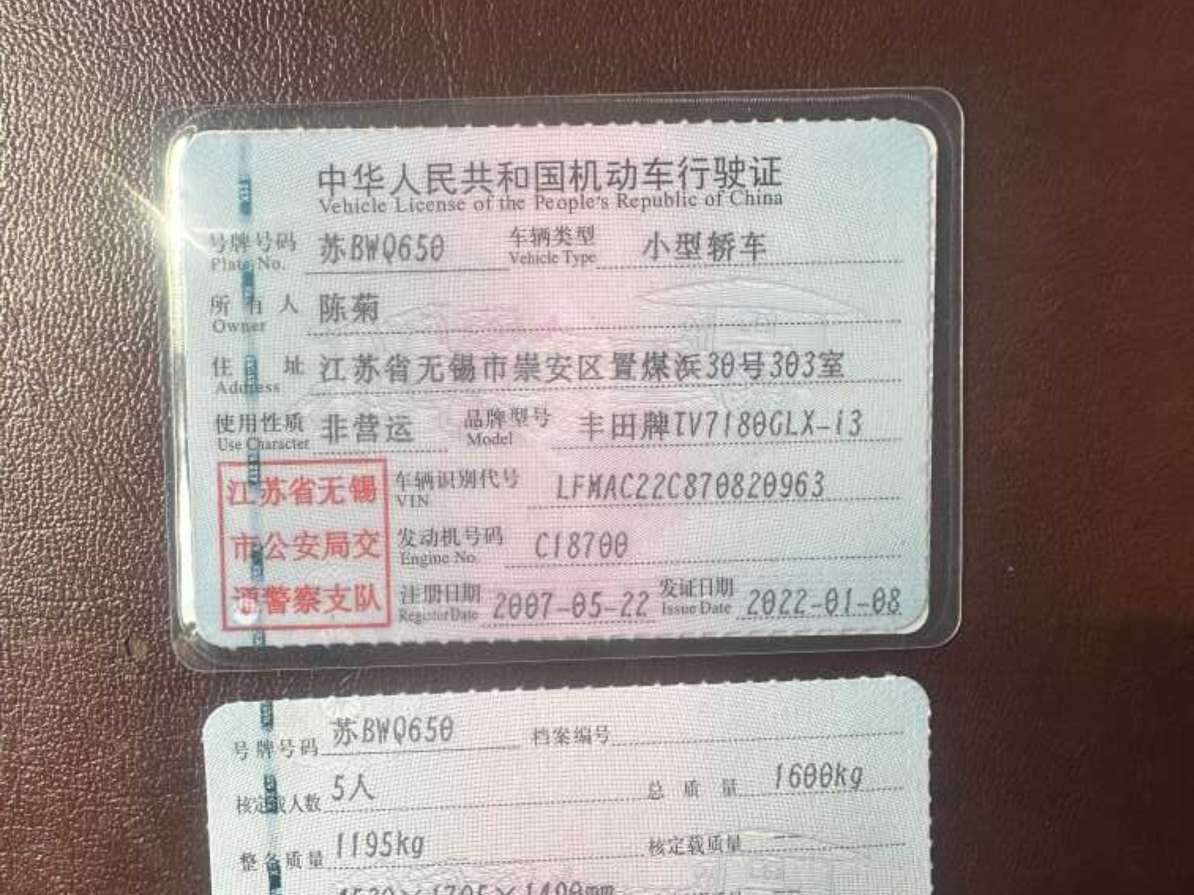 中华人民共和国机动车行驶证
Vehicle License of the People's Republic of China
号牌号码 苏BWQ650 车辆类型 小型轿车
Plate No. Vehicle Type
所有人 陈菊
Owner
住址 江苏省无锡市崇安区置煤浜30号303室
Address
使用性质 非营运 品牌型号 丰田牌TV7180GLX-i3
Use Character Model
江苏省无锡
市公安局交
通警察支队
车辆识别代号 LFMAC22C870820963
VIN
发动机号码 C18700
Engine No.
注册日期 2007-05-22 发证日期 2022-01-08
Register Date Issue Date
号牌号码 苏BWQ650 档案编号
核定载人数 5人 总质量 1600kg
整备质量 1195kg 核定载质量 --